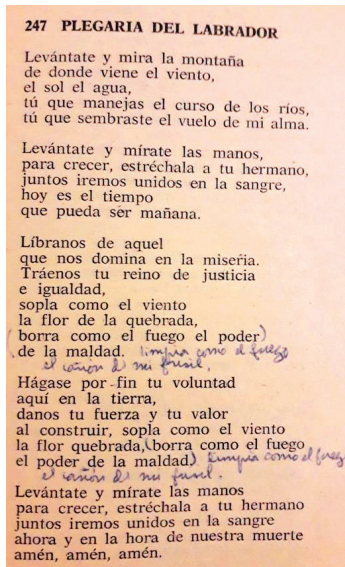 247 PLEGARIA DEL LABRADOR
Levántate y mira la montaña
de donde viene el viento,
el sol el agua,
tú que manejas el curso de los ríos,
tú que sembraste el vuelo de mi alma.
Levántate y mírate las manos,
para crecer, estréchala a tu hermano,
juntos iremos unidos en la sangre,
hoy es el tiempo
que pueda ser mañana.
Líbranos de aquel
que nos domina en la miseria.
Tráenos tu reino de justicia
e igualdad,
sopla como el viento
la flor de la quebrada,
(borra como el fuego el poder)
de la maldad. limpia como el fuego
el cañón de mi fusil.
Hágase por fin tu voluntad
aquí en la tierra,
danos tu fuerza y tu valor
al construir, sopla como el viento
la flor quebrada, (borra como el fuego
el poder de la maldad) limpia como el fuego
el cañón de mi fusil.
Levántate y mírate las manos
para crecer, estréchala a tu hermano
juntos iremos unidos en la sangre
ahora y en la hora de nuestra muerte
amén, amén, amén.